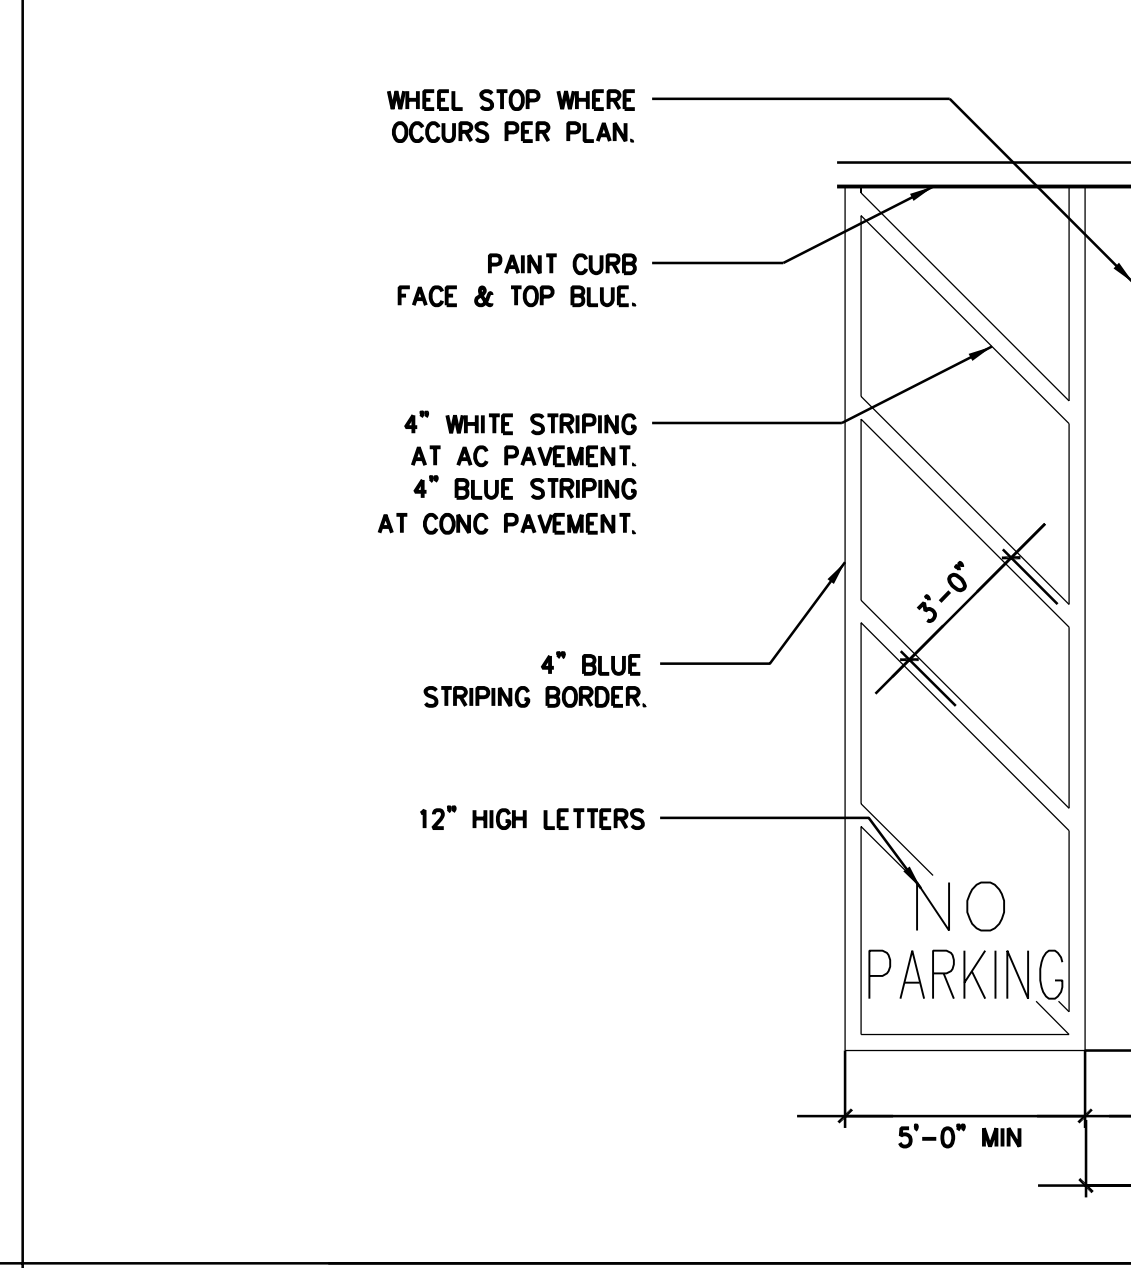 WHEEL STOP WHERE
OCCURS PER PLAN.
PAINT CURB
FACE & TOP BLUE.
4" WHITE STRIPING
AT AC PAVEMENT.
4" BLUE STRIPING
AT CONC PAVEMENT.
3'-0"
4" BLUE
STRIPING BORDER.
12" HIGH LETTERS
NO
PARKING
5'-0" MIN